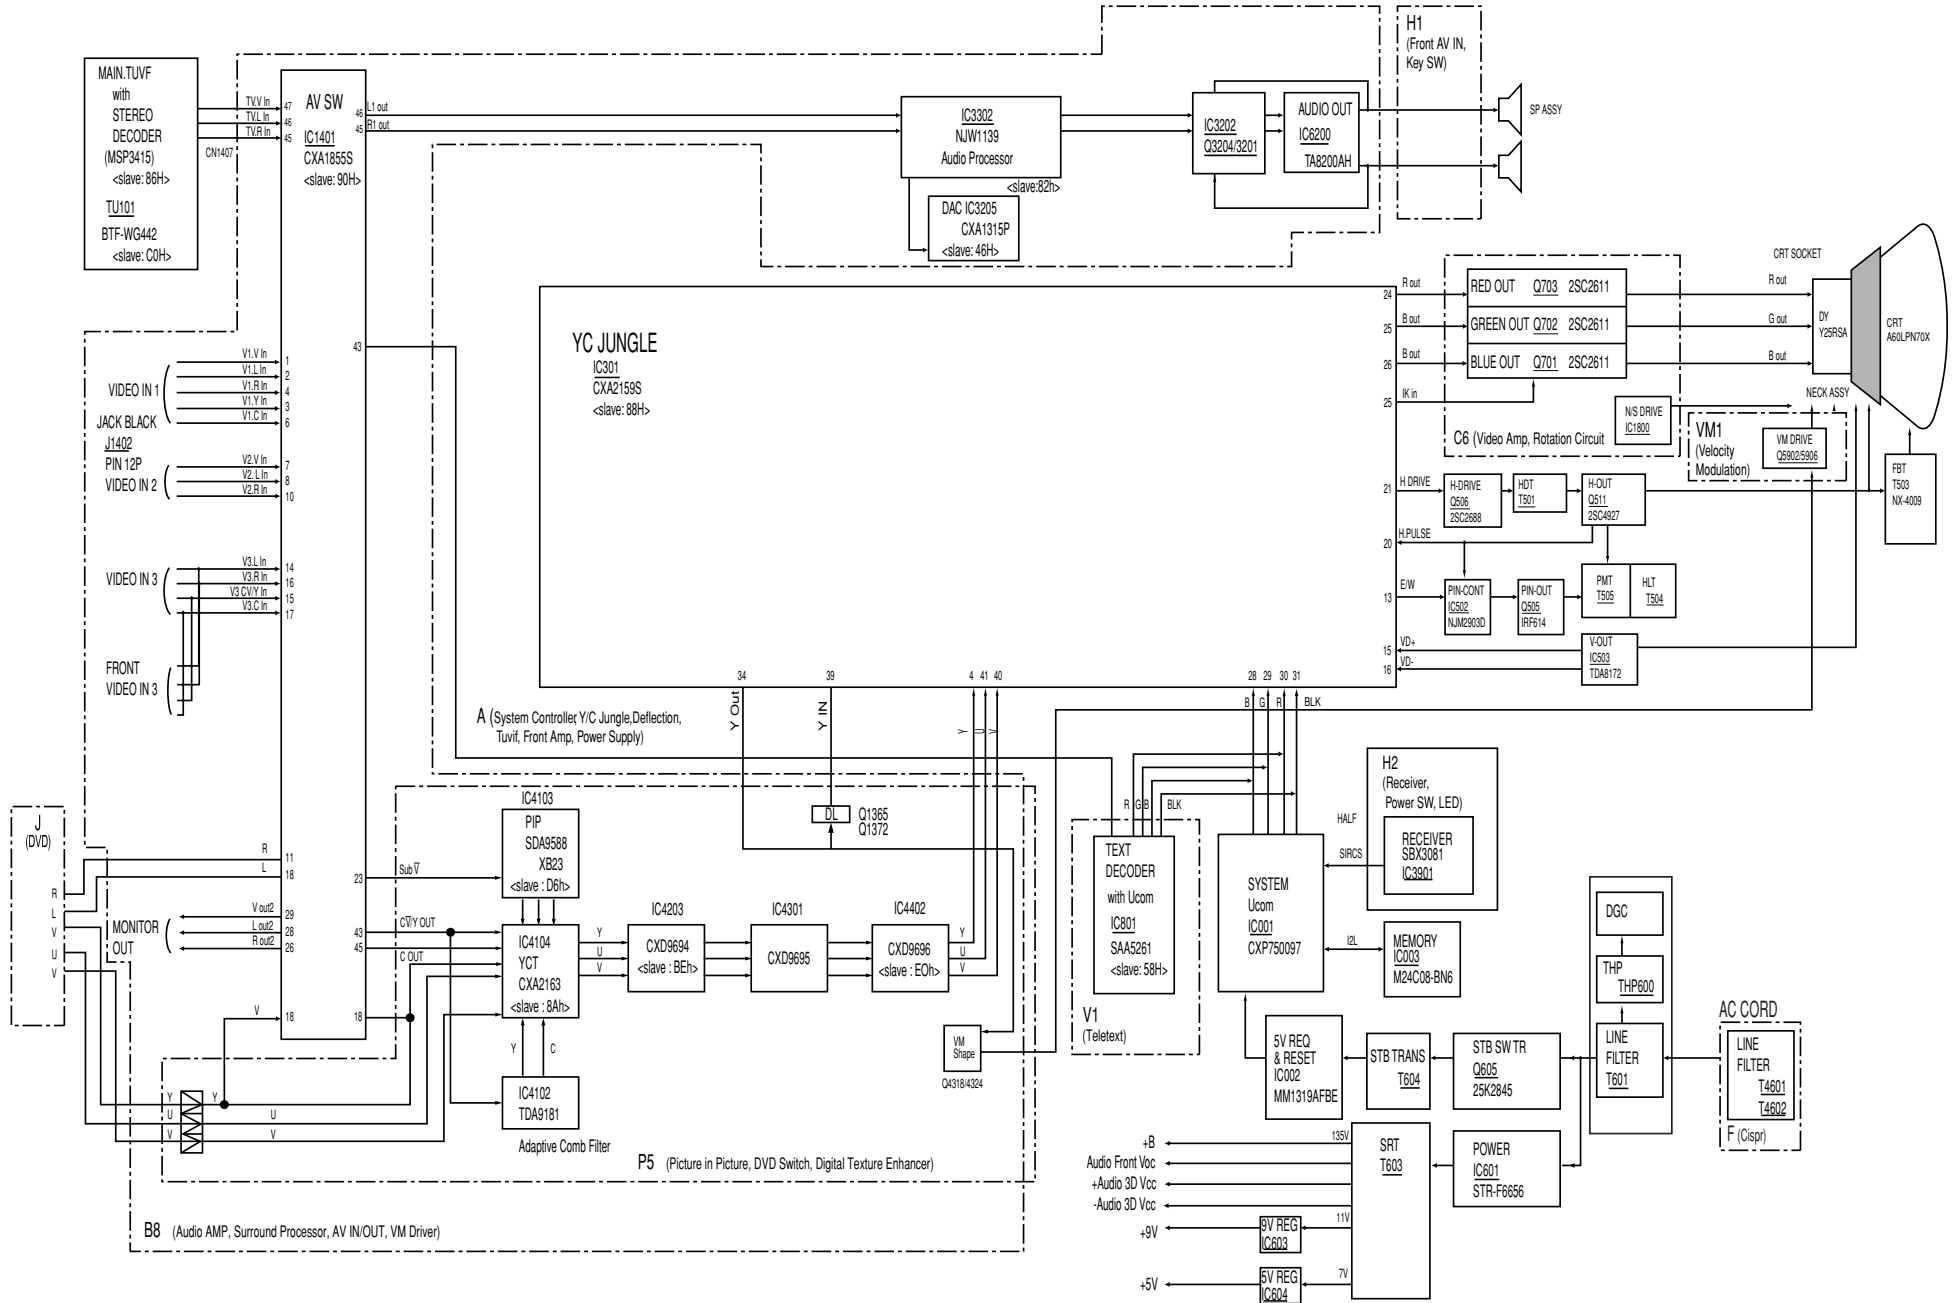 MAIN.TUVF
with
STEREO
DECODER
(MSP3415)
<slave: 86H>
TU101
BTF-WG442
<slave: C0H>
TV.V In
TV.L In
TV.R In
CN1407
47
46
45
AV SW
IC1401
CXA1855S
<slave: 90H>
46
45
L1 out
R1 out
43
IC3302
NJW1139
Audio Processor
<slave:82h>
DAC IC3205
CXA1315P
<slave: 46H>
IC3202
Q3204/3201
AUDIO OUT
IC6200
TA8200AH
H1
(Front AV IN,
Key SW)
SP ASSY
VIDEO IN 1
V1.V In
V1.L In
V1.R In
V1.Y In
V1.C In
1
2
4
3
6
JACK BLACK
J1402
PIN 12P
VIDEO IN 2
V2.V In
V2. L In
V2.R In
7
8
10
VIDEO IN 3
V3.L In
V3.R In
V3 CV/Y In
V3.C In
14
16
15
17
FRONT
VIDEO IN 3
YC JUNGLE
IC301
CXA2159S
<slave: 88H>
24
25
26
25
21
20
13
15
16
R out
B out
B out
IK in
H DRIVE
H.PULSE
E/W
VD+
VD-
RED OUT Q703 2SC2611
GREEN OUT Q702 2SC2611
BLUE OUT Q701 2SC2611
C6 (Video Amp, Rotation Circuit
N/S DRIVE
IC1800
CRT SOCKET
R out
G out
B out
DY
Y25RSA
CRT
A60LPN70X
NECK ASSY
VM1
(Velocity
Modulation)
VM DRIVE
Q5902/5906
FBT
T503
NX-4009
H-DRIVE
Q506
2SC2688
HDT
T501
H-OUT
Q511
2SC4927
PIN-CONT
IC502
NJM2903D
PIN-OUT
Q505
IRF614
PMT
T505
HLT
T504
V-OUT
IC503
TDA8172
34
39
4 41 40
28 29 30 31
Y Out
Y IN
Y
U
V
B G R BLK
A (System Controller, Y/C Jungle,Deflection,
Tuvif, Front Amp, Power Supply)
DL
Q1365
Q1372
R G B BLK
TEXT
DECODER
with Ucom
IC801
SAA5261
<slave: 58H>
V1
(Teletext)
H2
(Receiver,
Power SW, LED)
RECEIVER
SBX3081
IC3901
HALF
SIRCS
SYSTEM
Ucom
IC001
CXP750097
I2L
MEMORY
IC003
M24C08-BN6
J
(DVD)
R
L
V
U
V
R
L
11
18
MONITOR
OUT
V out2
L out2
R out2
29
28
26
V
18
23
43
45
18
Sub V̅
CV̅/Y OUT
C OUT
IC4103
PIP
SDA9588
XB23
<slave : D6h>
IC4104
YCT
CXA2163
<slave : 8Ah>
Y
C
IC4102
TDA9181
Adaptive Comb Filter
Y
U
V
IC4203
CXD9694
<slave : BEh>
IC4301
CXD9695
IC4402
CXD9696
<slave : EOh>
Y
U
V
VM
Shape
Q4318/4324
Y
U
V
Y
U
V
P5 (Picture in Picture, DVD Switch, Digital Texture Enhancer)
B8 (Audio AMP, Surround Processor, AV IN/OUT, VM Driver)
5V REQ
& RESET
IC002
MM1319AFBE
STB TRANS
T604
STB SW TR
Q605
25K2845
DGC
THP
THP600
LINE
FILTER
T601
AC CORD
LINE
FILTER
T4601
T4602
F (Cispr)
POWER
IC601
STR-F6656
SRT
T603
135V
11V
7V
+B
Audio Front Voc
+Audio 3D Vcc
-Audio 3D Vcc
+9V
9V REG
IC603
+5V
5V REG
IC604